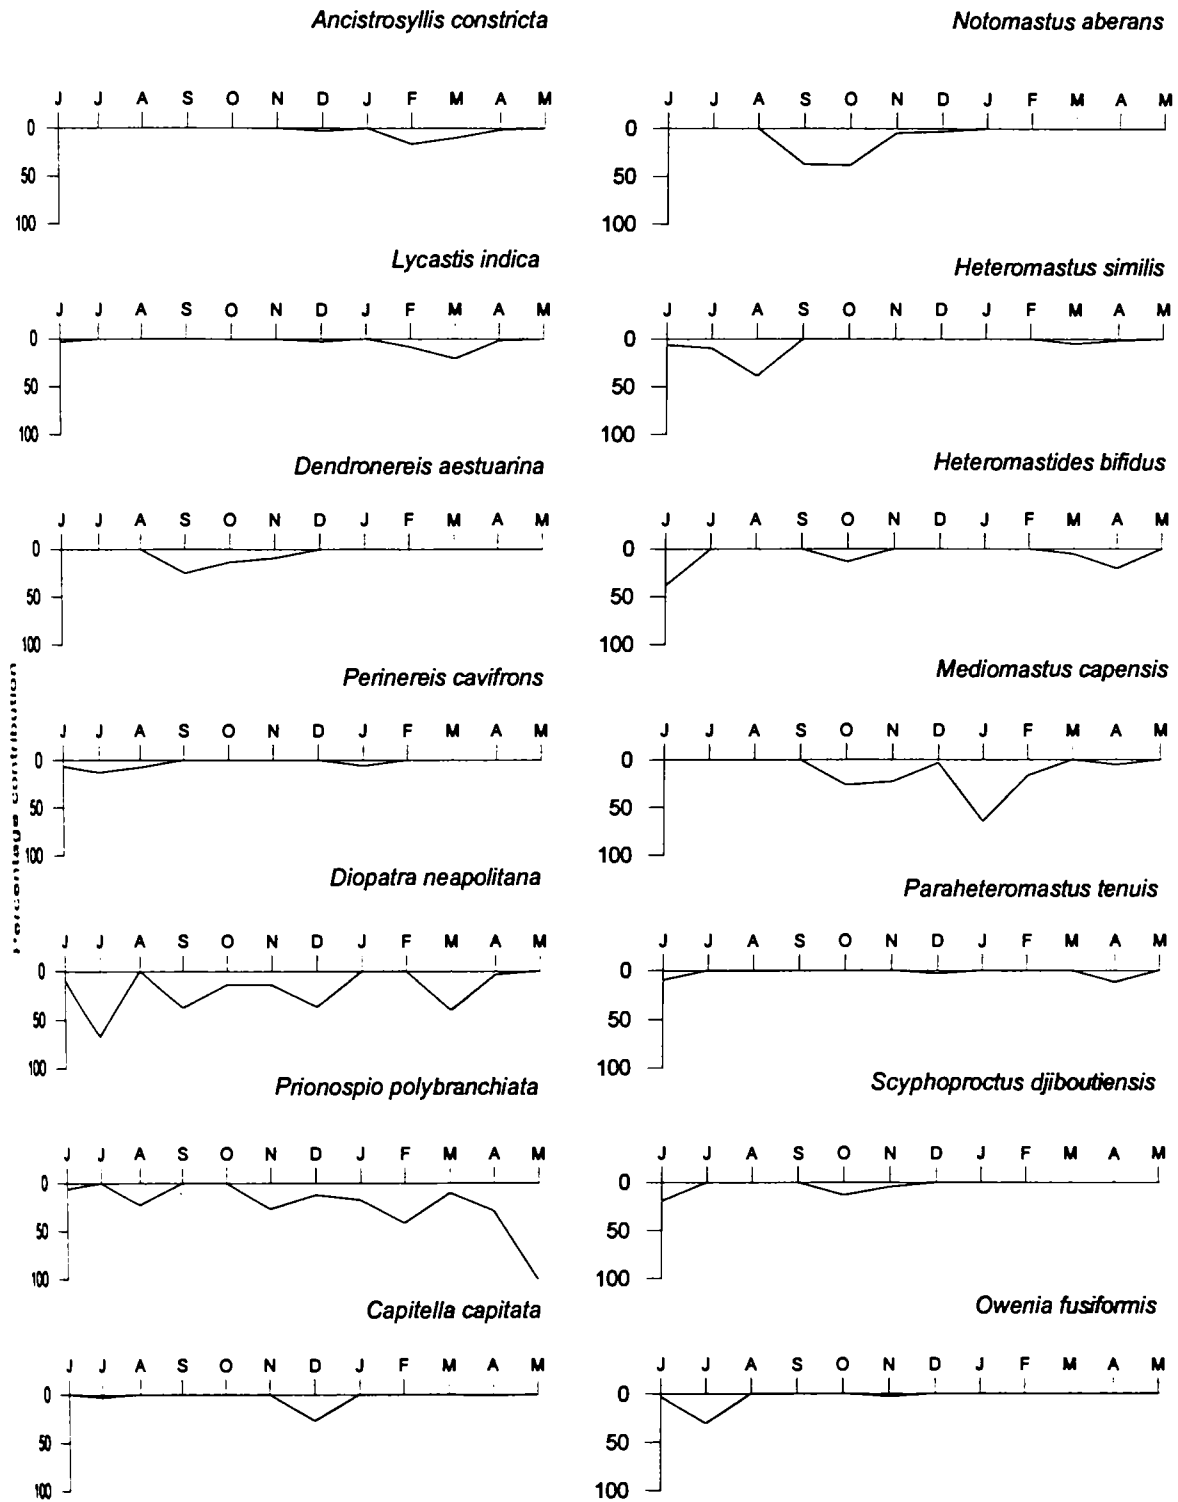 Ancistrosyllis constricta
J J A S O N D J F M A M
0
50
100
Lycastis indica
J J A S O N D J F M A M
0
50
100
Dendronereis aestuarina
J J A S O N D J F M A M
0
50
100
Perinereis cavifrons
J J A S O N D J F M A M
0
50
100
Diopatra neapolitana
J J A S O N D J F M A M
0
50
100
Prionospio polybranchiata
J J A S O N D J F M A M
0
50
100
Capitella capitata
J J A S O N D J F M A M
0
50
100
Percentage contribution
Notomastus aberans
J J A S O N D J F M A M
0
50
100
Heteromastus similis
J J A S O N D J F M A M
0
50
100
Heteromastides bifidus
J J A S O N D J F M A M
0
50
100
Mediomastus capensis
J J A S O N D J F M A M
0
50
100
Paraheteromastus tenuis
J J A S O N D J F M A M
0
50
100
Scyphoproctus djiboutiensis
J J A S O N D J F M A M
0
50
100
Owenia fusiformis
J J A S O N D J F M A M
0
50
100